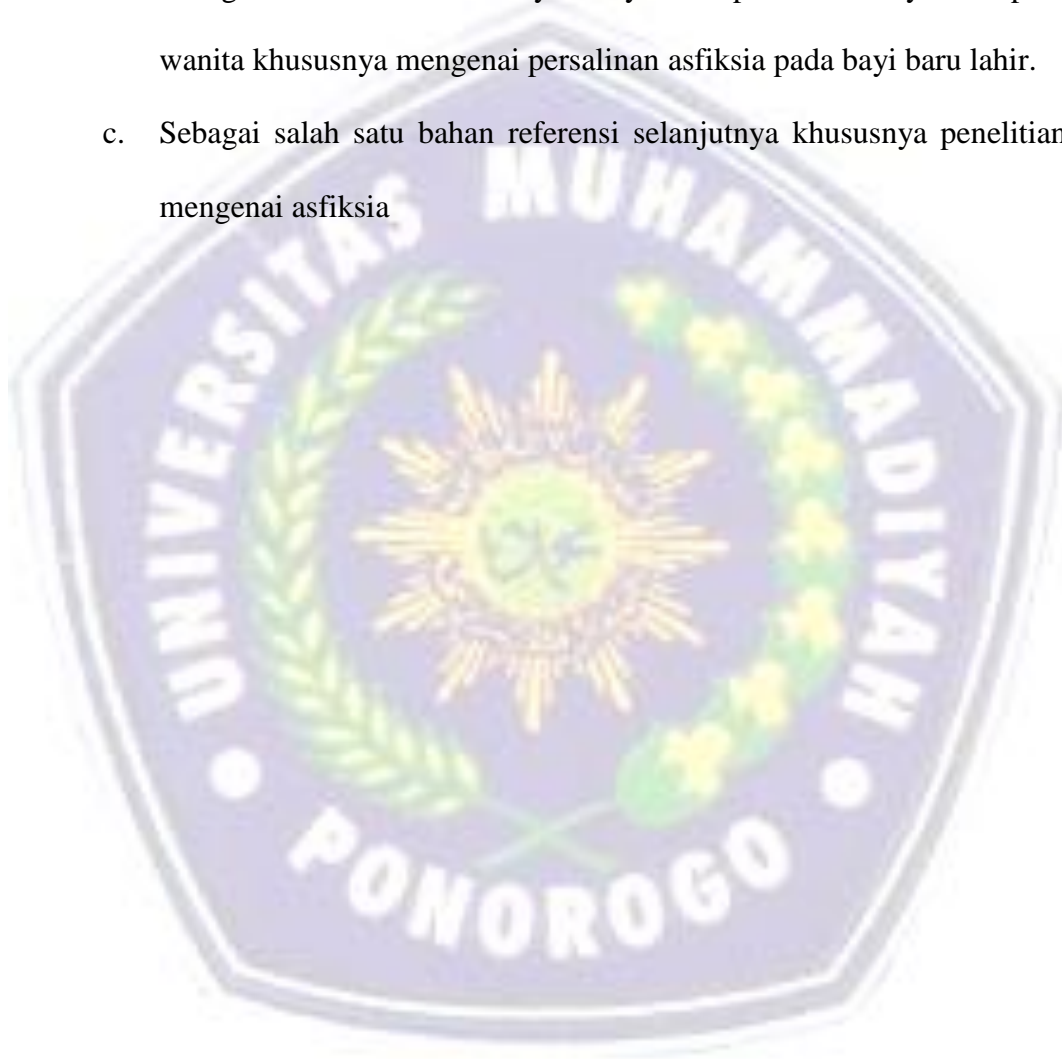 wanita khususnya mengenai persalinan asfiksia pada bayi baru lahir.
c. Sebagai salah satu bahan referensi selanjutnya khususnya penelitian
mengenai asfiksia
UNIVERSITAS MUHAMMADIYAH
PONOROGO